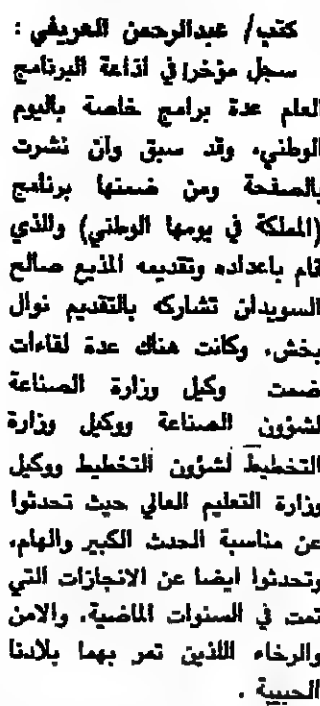 كتب/ عبدالرحمن العريفي :
سجل مؤخرا في اذاعة البرنامج
العام عدة برامج خاصة باليوم
الوطني، وقد سبق وان نشرت
بالصفحة ومن ضمنها برنامج
(المملكة في يومها الوطني) والذي
قام باعداده وتقديمه المذيع صالح
السويدان تشاركه بالتقديم نوال
بخش، وكانت هناك عدة لقاءات
ضمت وكيل وزارة الصناعة
لشؤون الصناعة ووكيل وزارة
التخطيط لشؤون التخطيط ووكيل
وزارة التعليم العالي حيث تحدثوا
عن مناسبة الحدث الكبير والهام،
وتحدثوا ايضا عن الانجازات التي
تمت في السنوات الماضية، والامن
والرخاء اللذين تمر بهما بلادنا
الحبيبة .